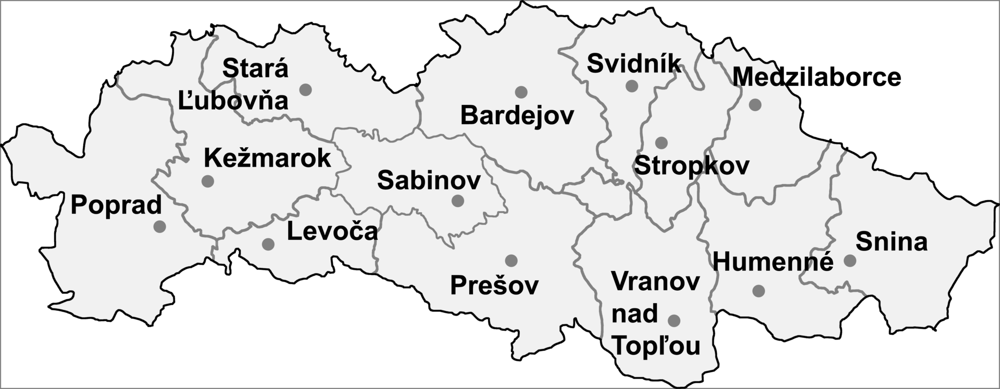 Stará
Ľubovňa
Svidník
Medzilaborce
Bardejov
Kežmarok
Stropkov
Sabinov
Poprad
Levoča
Snina
Humenné
Prešov
Vranov
nad
Topľou